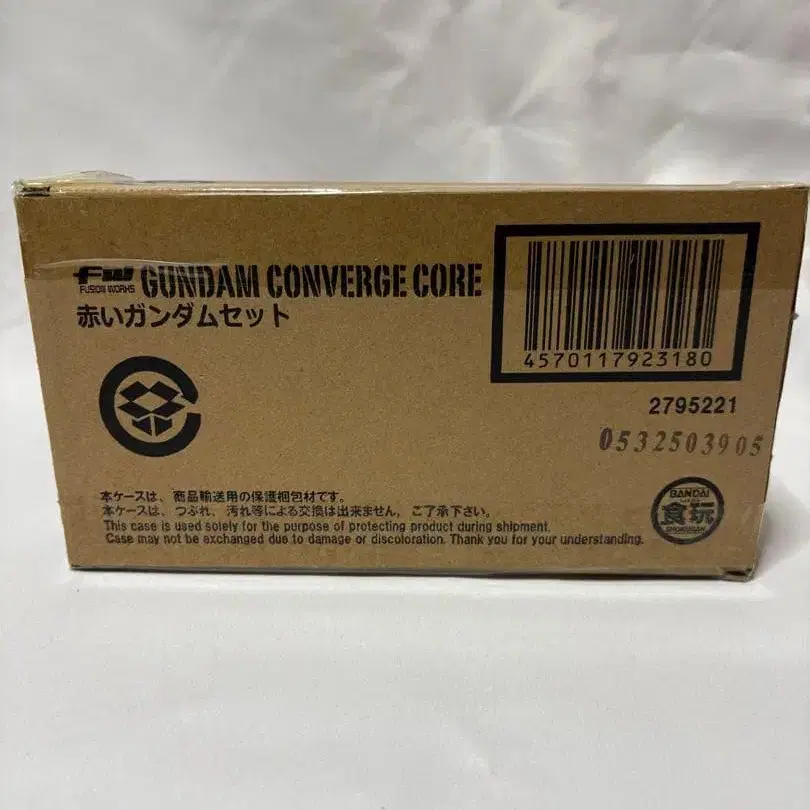 FW GUNDAM CONVERGE CORE
FUSION WORKS
赤いガンダムセット
4570117923180
2795221
0532503905
本ケースは、商品輸送用の保護梱包材です。
本ケースは、つぶれ、汚れ等による交換は出来ません。ご了承下さい。
This case is used solely for the purpose of protecting product during shipment.
Case may not be exchanged due to damage or discoloration. Thank you for your understanding.
BANDAI
食玩
SHOKUGAN